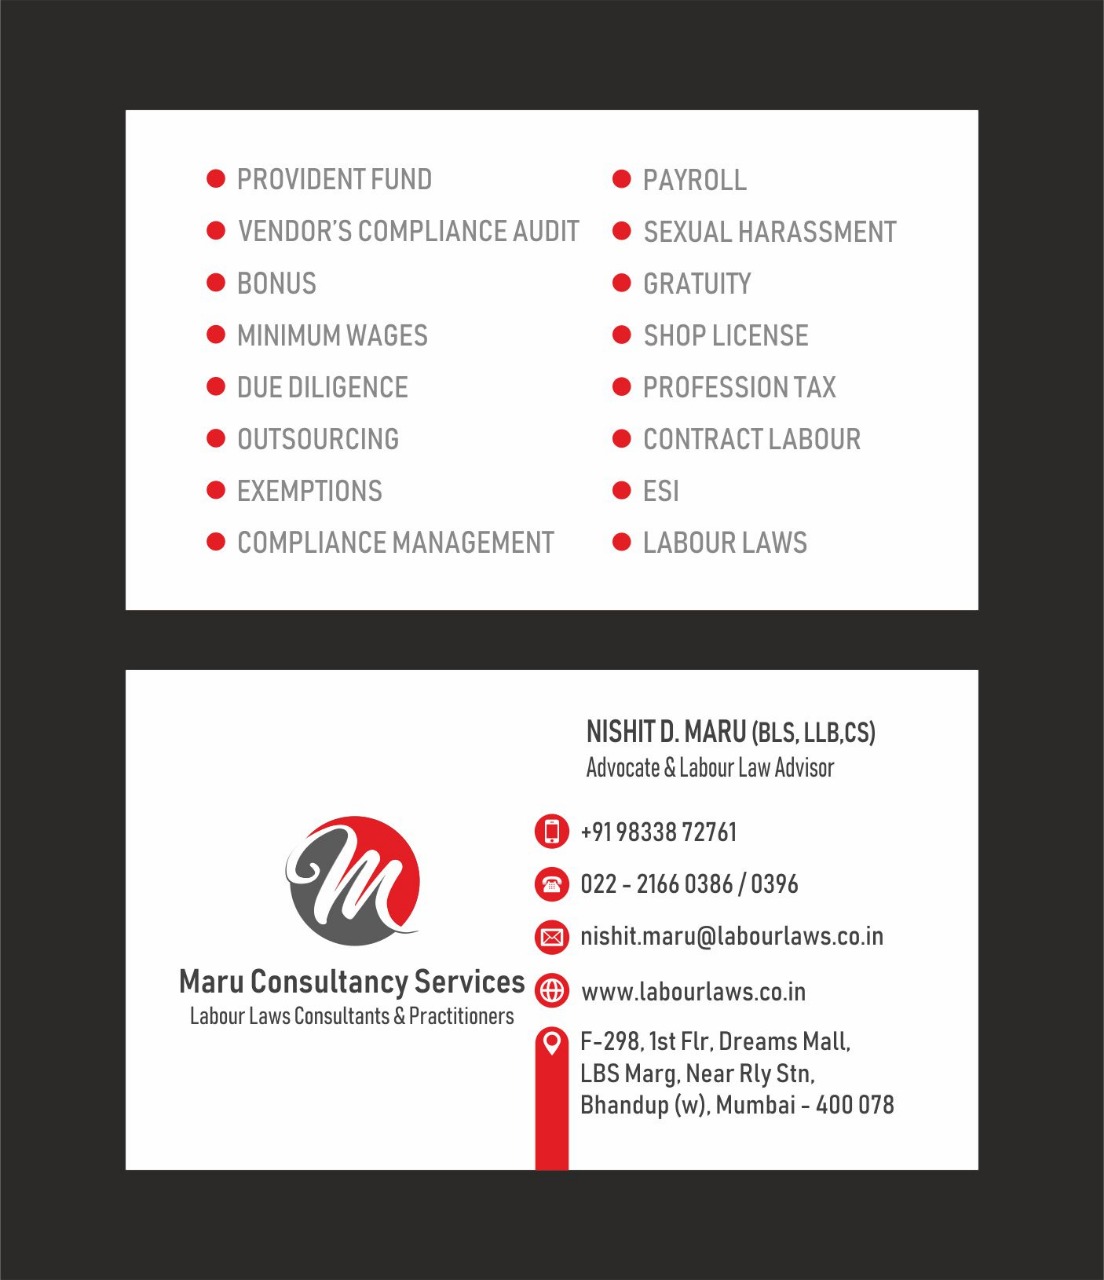 PROVIDENT FUND
VENDOR'S COMPLIANCE AUDIT
BONUS
MINIMUM WAGES
DUE DILIGENCE
OUTSOURCING
EXEMPTIONS
COMPLIANCE MANAGEMENT
PAYROLL
SEXUAL HARASSMENT
GRATUITY
SHOP LICENSE
PROFESSION TAX
CONTRACT LABOUR
ESI
LABOUR LAWS
M
Maru Consultancy Services
Labour Laws Consultants & Practitioners
NISHIT D. MARU (BLS, LLB,CS)
Advocate & Labour Law Advisor
+91 98338 72761
022 - 2166 0386 / 0396
nishit.maru@labourlaws.co.in
www.labourlaws.co.in
F-298, 1st Flr, Dreams Mall,
LBS Marg, Near Rly Stn,
Bhandup (w), Mumbai - 400 078